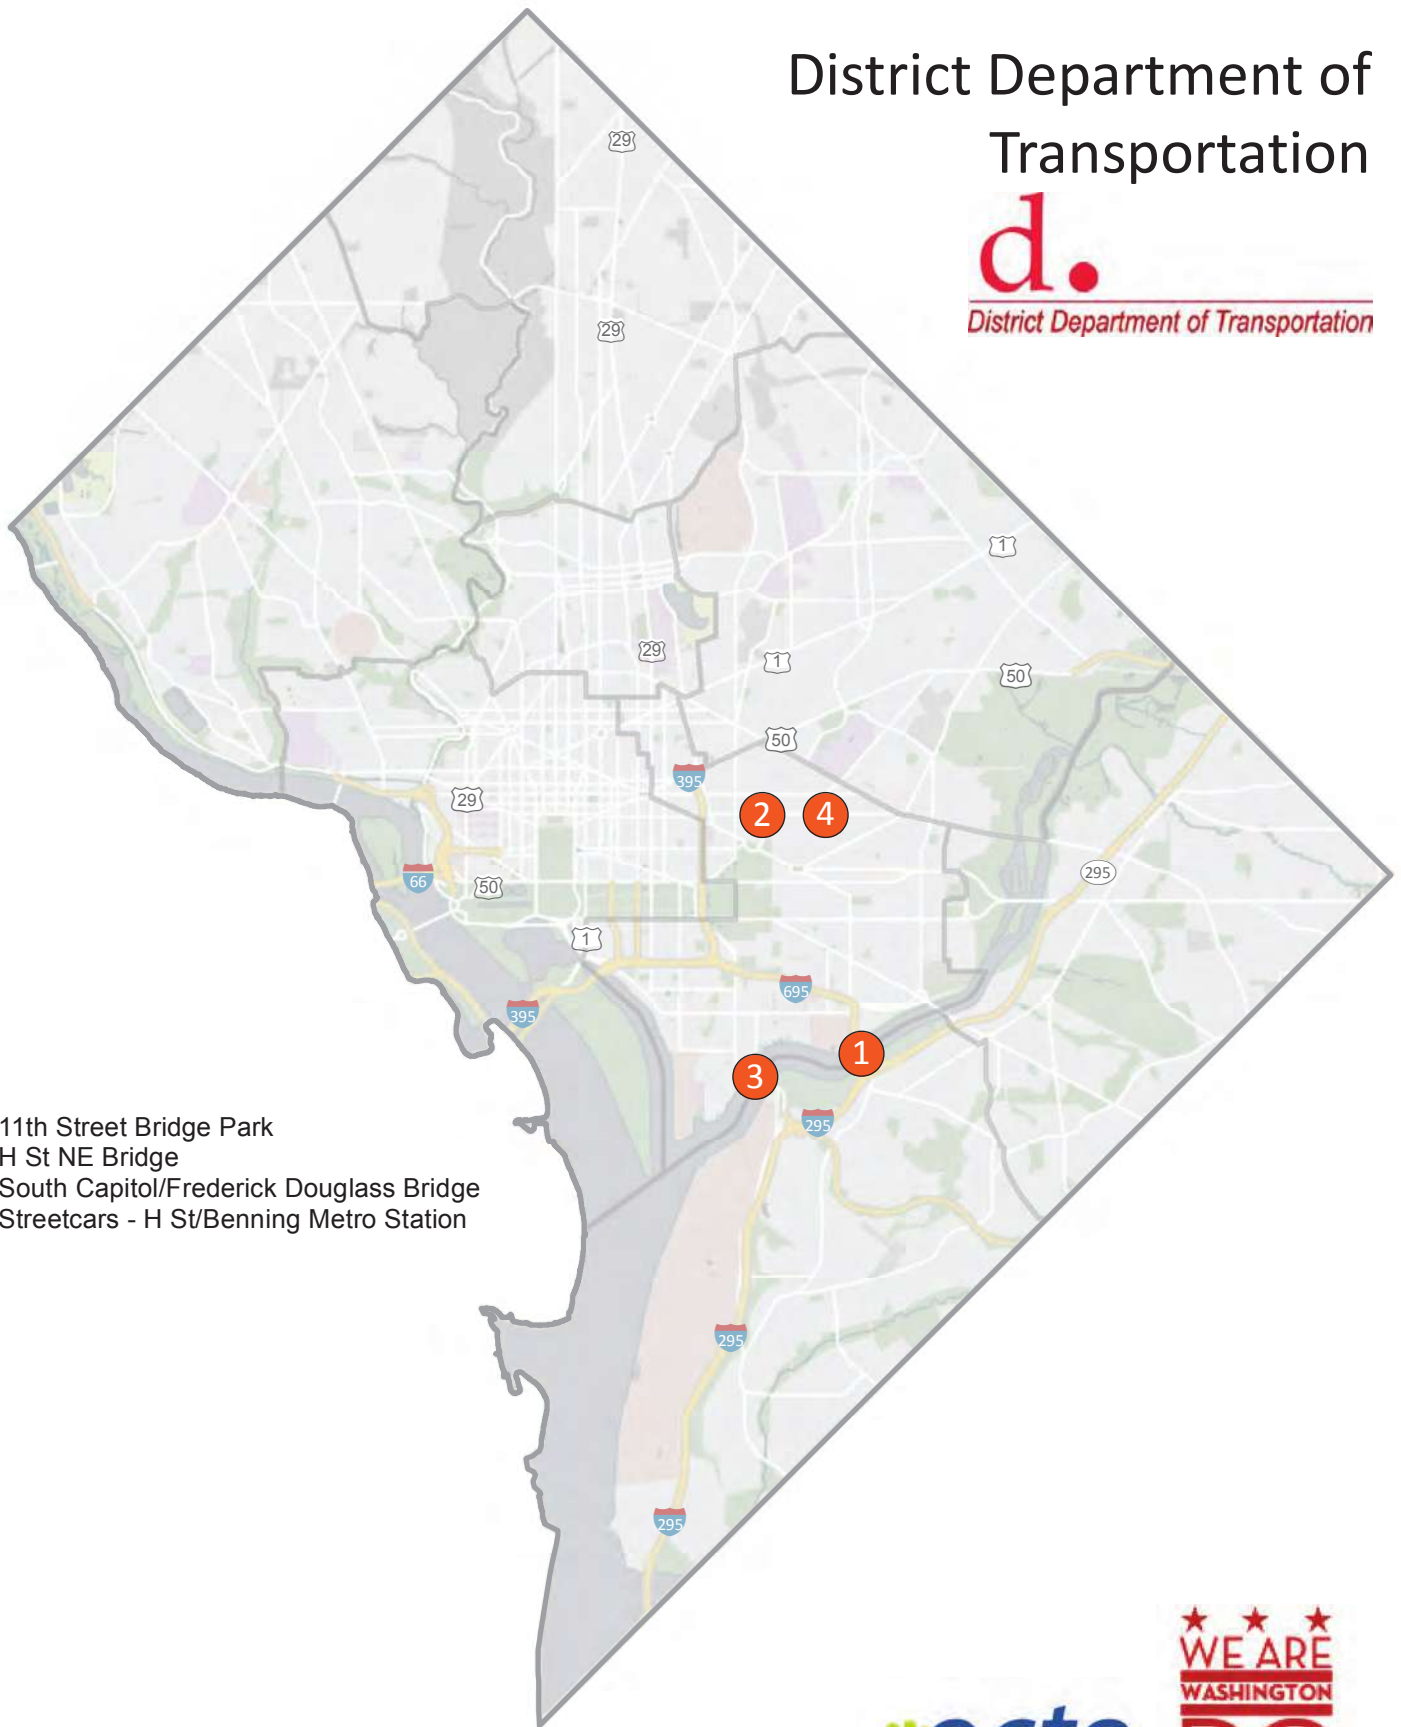 District Department of
Transportation
d.
District Department of Transportation
29
29
1
29
1
50
50
395
2
4
29
66
50
295
1
695
395
1
3
295
11th Street Bridge Park
H St NE Bridge
South Capitol/Frederick Douglass Bridge
Streetcars - H St/Benning Metro Station
295
295
WE ARE
WASHINGTON